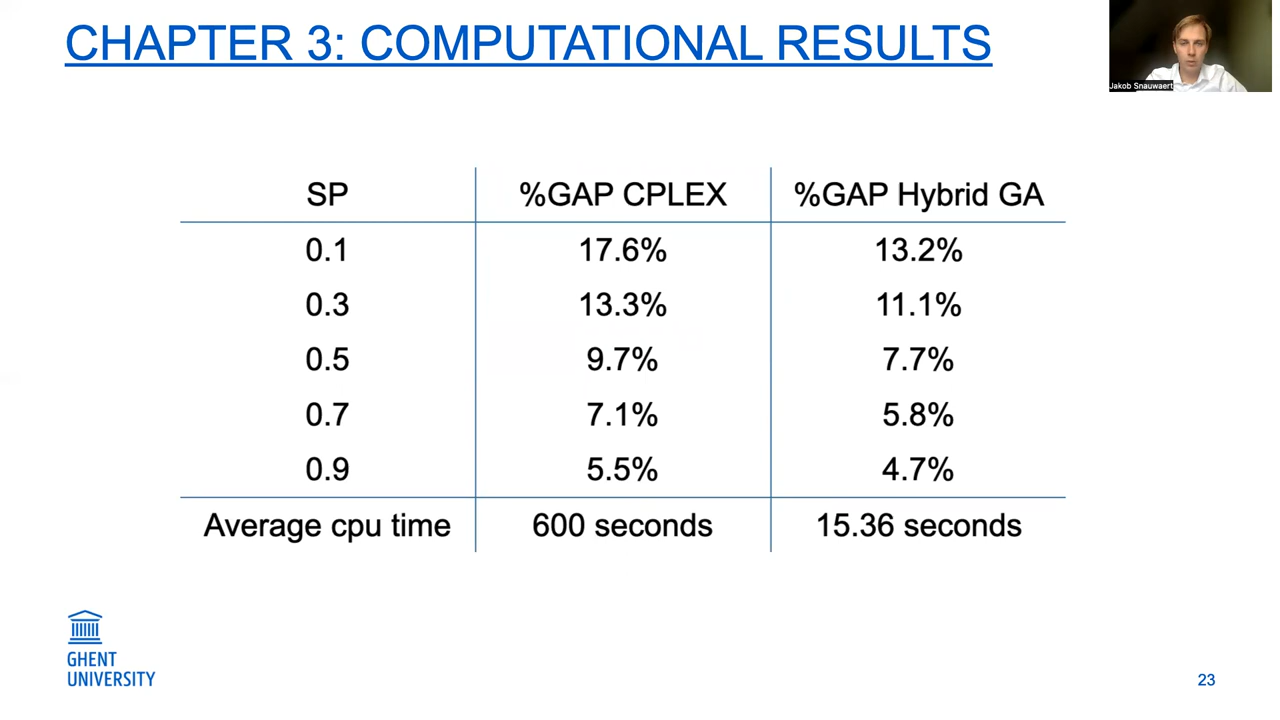 CHAPTER 3: COMPUTATIONAL RESULTS
Jakob Snauwaert
SP %GAP CPLEX %GAP Hybrid GA
0.1 17.6% 13.2%
0.3 13.3% 11.1%
0.5 9.7% 7.7%
0.7 7.1% 5.8%
0.9 5.5% 4.7%
Average cpu time 600 seconds 15.36 seconds
GHENT
UNIVERSITY
23